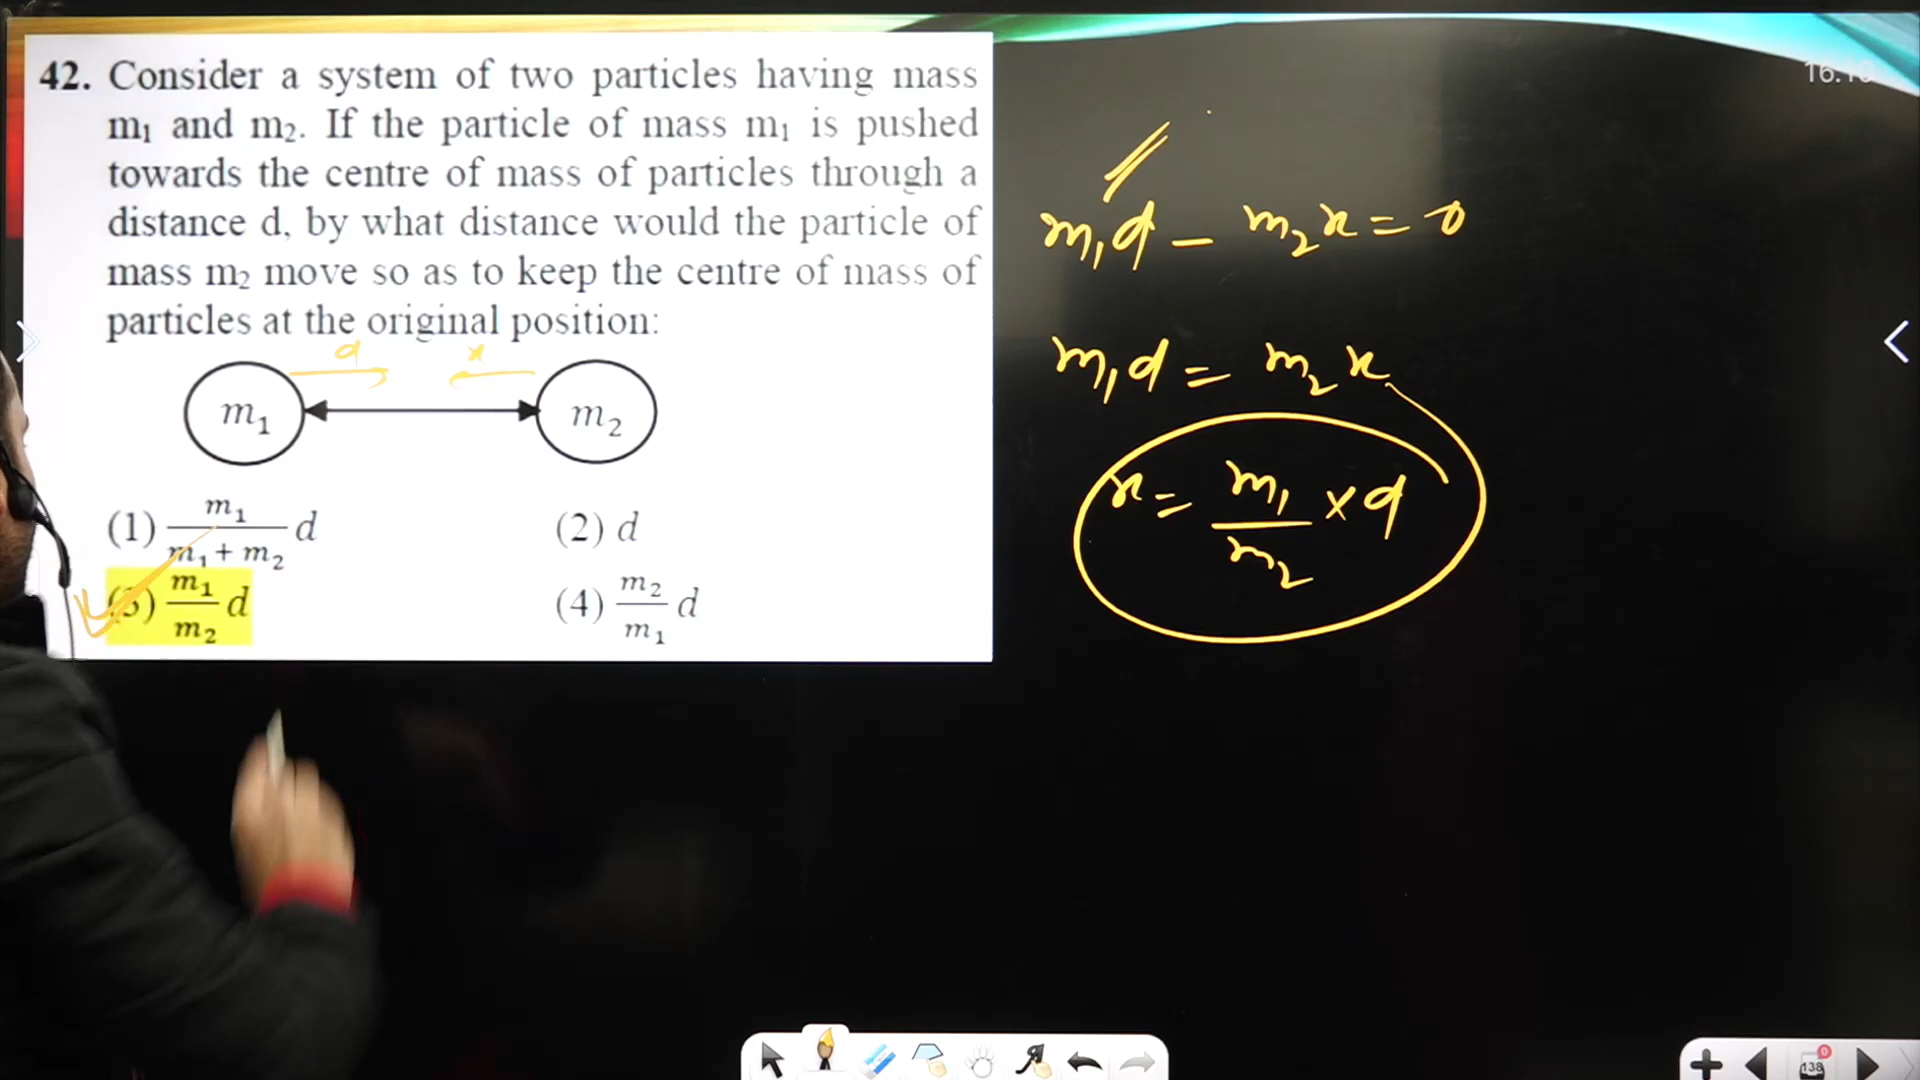 42. Consider a system of two particles having mass
m₁ and m₂. If the particle of mass m₁ is pushed
towards the centre of mass of particles through a
distance d, by what distance would the particle of
mass m₂ move so as to keep the centre of mass of
particles at the original position:
d x
m₁ m₂
(1) m₁/(m₁ + m₂) d (2) d
(3) m₁/m₂ d (4) m₂/m₁ d
m₁d − m₂x = 0
m₁d = m₂x
x = m₁/m₂ × d
0
138